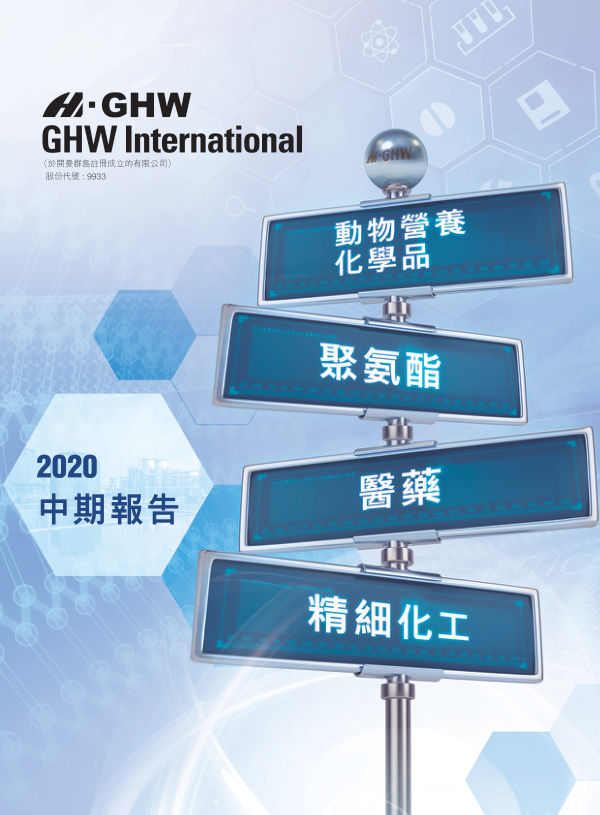 GHW
GHW International
（於開曼群島註冊成立的有限公司）
股份代號 : 9933
GHW
動物營養
化學品
聚氨酯
2020
中期報告
醫藥
精細化工